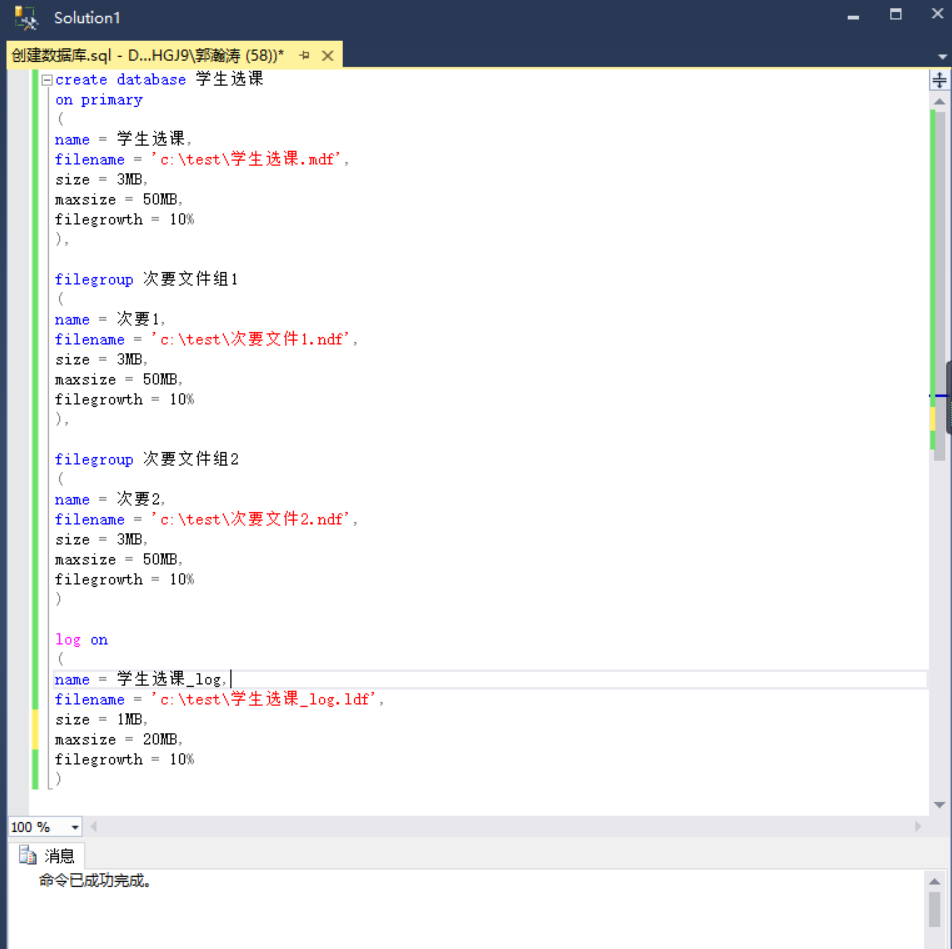 Solution1
创建数据库.sql - D...HGJ9\郭瀚涛 (58))*
create database 学生选课
on primary
(
name = 学生选课,
filename = 'c:\test\学生选课.mdf',
size = 3MB,
maxsize = 50MB,
filegrowth = 10%
),
filegroup 次要文件组1
(
name = 次要1,
filename = 'c:\test\次要文件1.ndf',
size = 3MB,
maxsize = 50MB,
filegrowth = 10%
),
filegroup 次要文件组2
(
name = 次要2,
filename = 'c:\test\次要文件2.ndf',
size = 3MB,
maxsize = 50MB,
filegrowth = 10%
)
log on
(
name = 学生选课_log,
filename = 'c:\test\学生选课_log.ldf',
size = 1MB,
maxsize = 20MB,
filegrowth = 10%
)
100 %
消息
命令已成功完成。